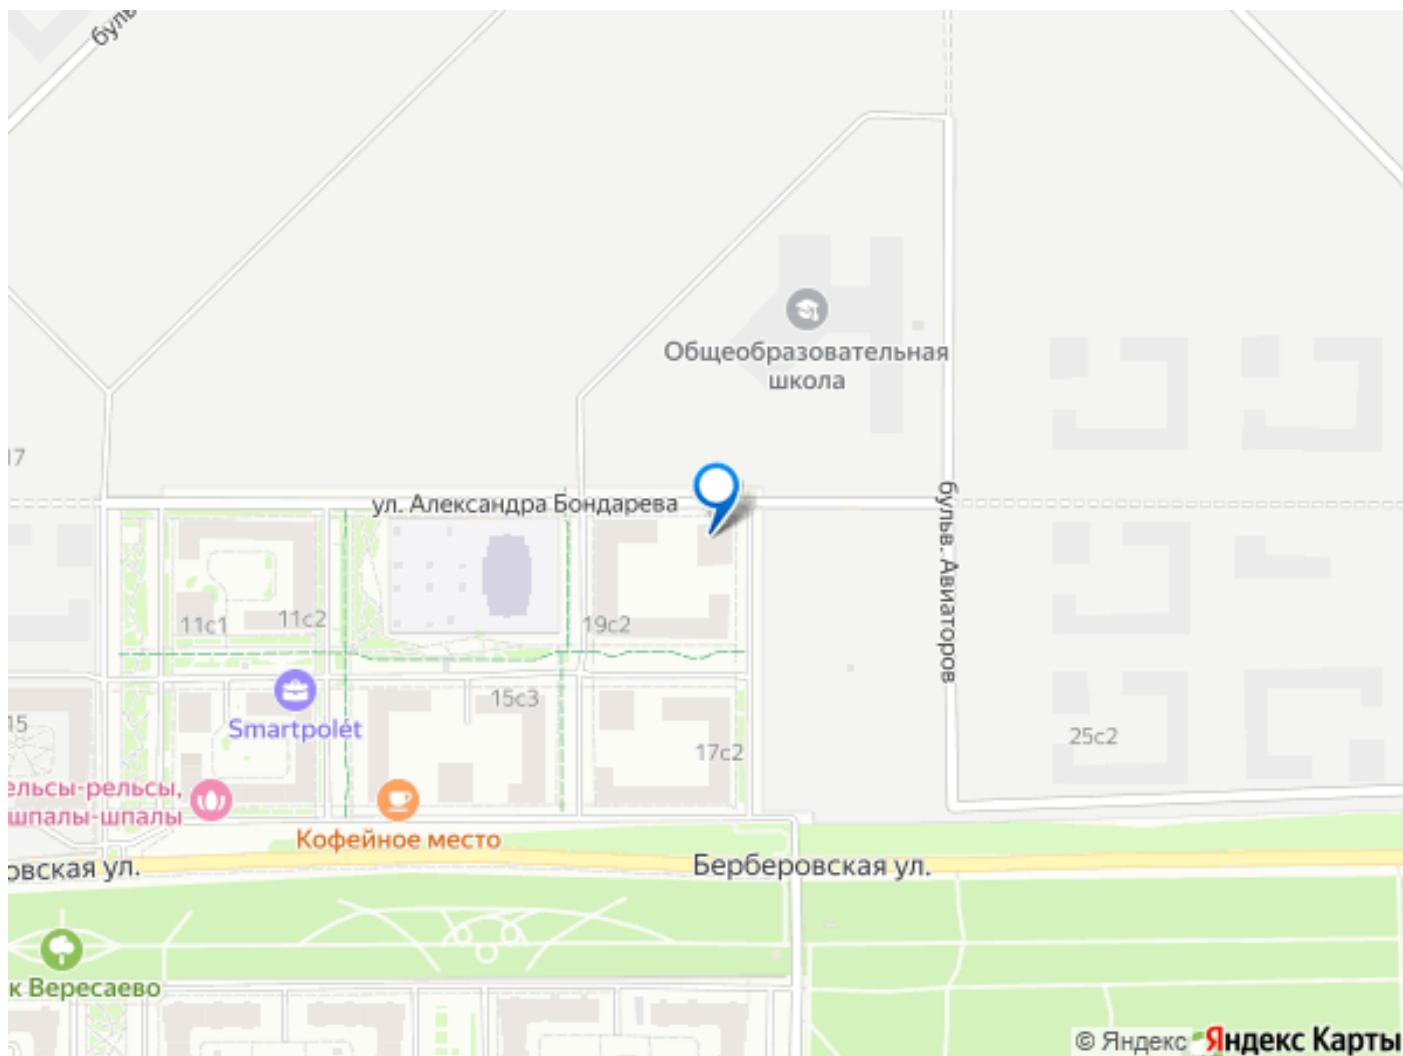 бульв
Общеобразовательная
школа
17
ул. Александра Бондарева
бульв. Авиаторов
11с1
11с2
19с2
15с3
15
Smartpolét
17с2
25с2
ельсы-рельсы,
шпалы-шпалы
Кофейное место
овская ул.
Берберовская ул.
к Вересаево
© Яндекс Яндекс Карты